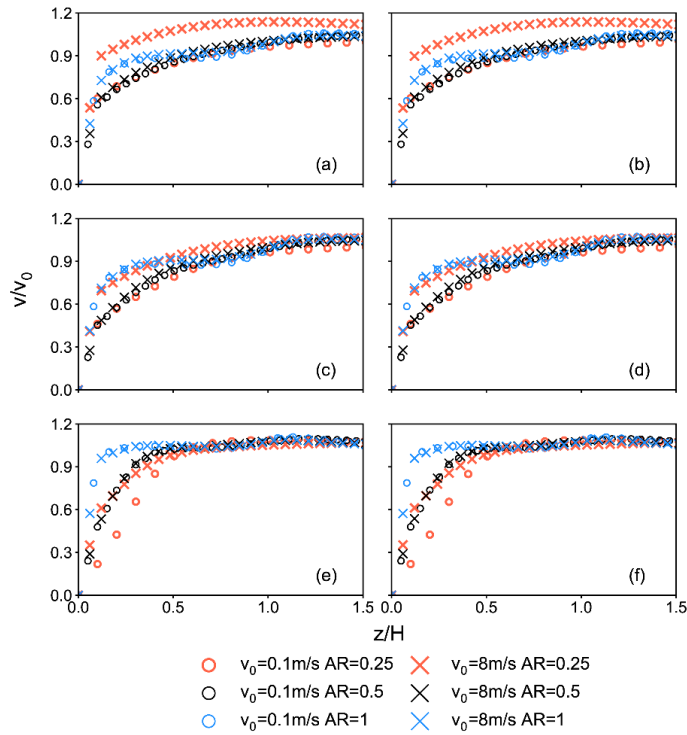 1.2
0.9
0.6
0.3
0.0
(a)
(b)
1.2
0.9
0.6
0.3
0.0
(c)
(d)
v/v0
1.2
0.9
0.6
0.3
0.0
(e)
(f)
0.0 0.5 1.0 1.5 0.0 0.5 1.0 1.5
z/H
v0=0.1m/s AR=0.25 v0=8m/s AR=0.25
v0=0.1m/s AR=0.5 v0=8m/s AR=0.5
v0=0.1m/s AR=1 v0=8m/s AR=1